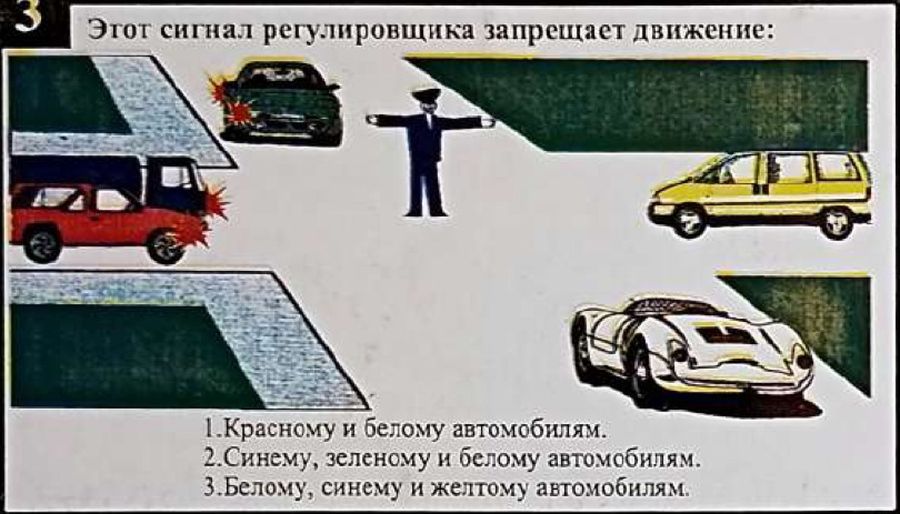 3
Этот сигнал регулировщика запрещает движение:
1.Красному и белому автомобилям.
2.Синему, зеленому и белому автомобилям.
3.Белому, синему и желтому автомобилям.